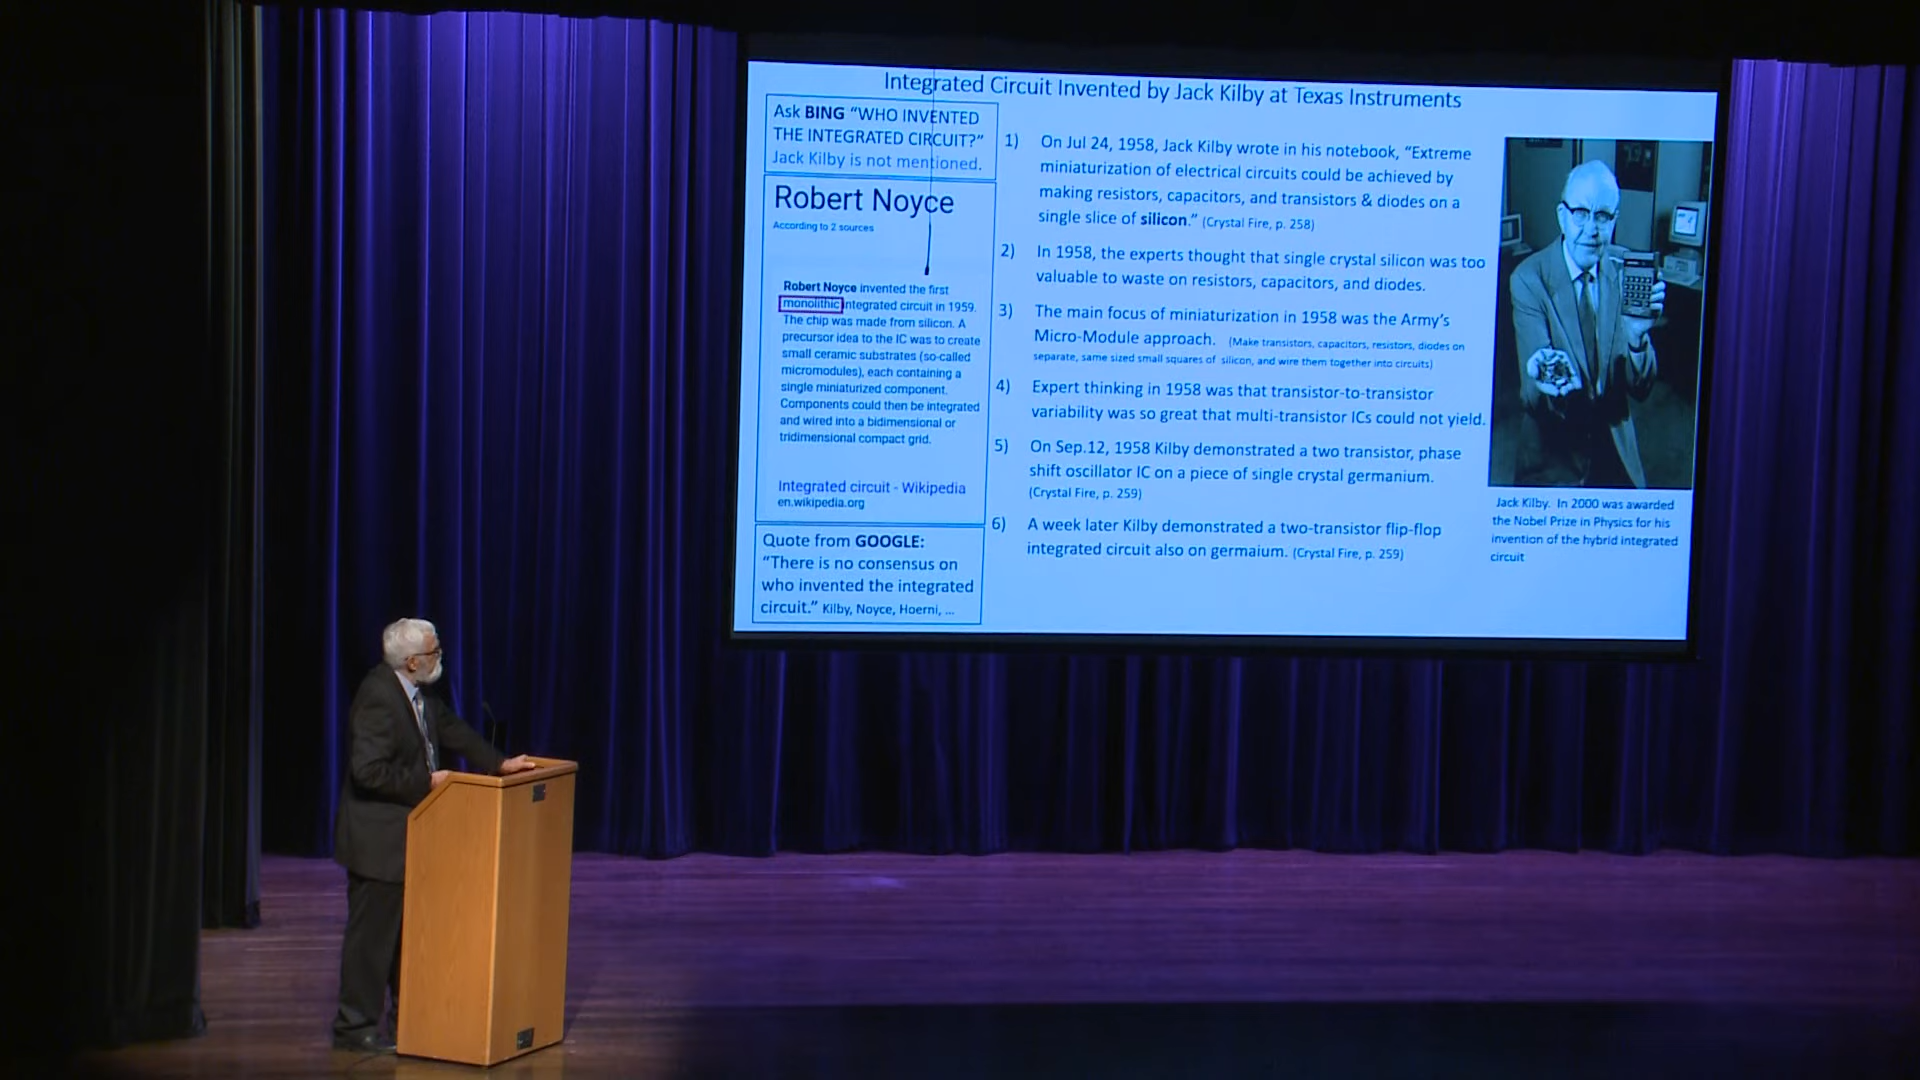 Integrated Circuit Invented by Jack Kilby at Texas Instruments
Ask BING “WHO INVENTED
THE INTEGRATED CIRCUIT?”
Jack Kilby is not mentioned.
Robert Noyce
According to 2 sources
Robert Noyce invented the first
monolithic integrated circuit in 1959.
The chip was made from silicon. A
precursor idea to the IC was to create
small ceramic substrates (so-called
micromodules), each containing a
single miniaturized component.
Components could then be integrated
and wired into a bidimensional or
tridimensional compact grid.
Integrated circuit - Wikipedia
en.wikipedia.org
Quote from GOOGLE:
“There is no consensus on
who invented the integrated
circuit.” Kilby, Noyce, Hoerni, ...
1) On Jul 24, 1958, Jack Kilby wrote in his notebook, “Extreme
miniaturization of electrical circuits could be achieved by
making resistors, capacitors, and transistors & diodes on a
single slice of silicon.” (Crystal Fire, p. 258)
2) In 1958, the experts thought that single crystal silicon was too
valuable to waste on resistors, capacitors, and diodes.
3) The main focus of miniaturization in 1958 was the Army’s
Micro-Module approach. (Make transistors, capacitors, resistors, diodes on
separate, same sized small squares of silicon, and wire them together into circuits)
4) Expert thinking in 1958 was that transistor-to-transistor
variability was so great that multi-transistor ICs could not yield.
5) On Sep.12, 1958 Kilby demonstrated a two transistor, phase
shift oscillator IC on a piece of single crystal germanium.
(Crystal Fire, p. 259)
6) A week later Kilby demonstrated a two-transistor flip-flop
integrated circuit also on germaium. (Crystal Fire, p. 259)
Jack Kilby. In 2000 was awarded
the Nobel Prize in Physics for his
invention of the hybrid integrated
circuit